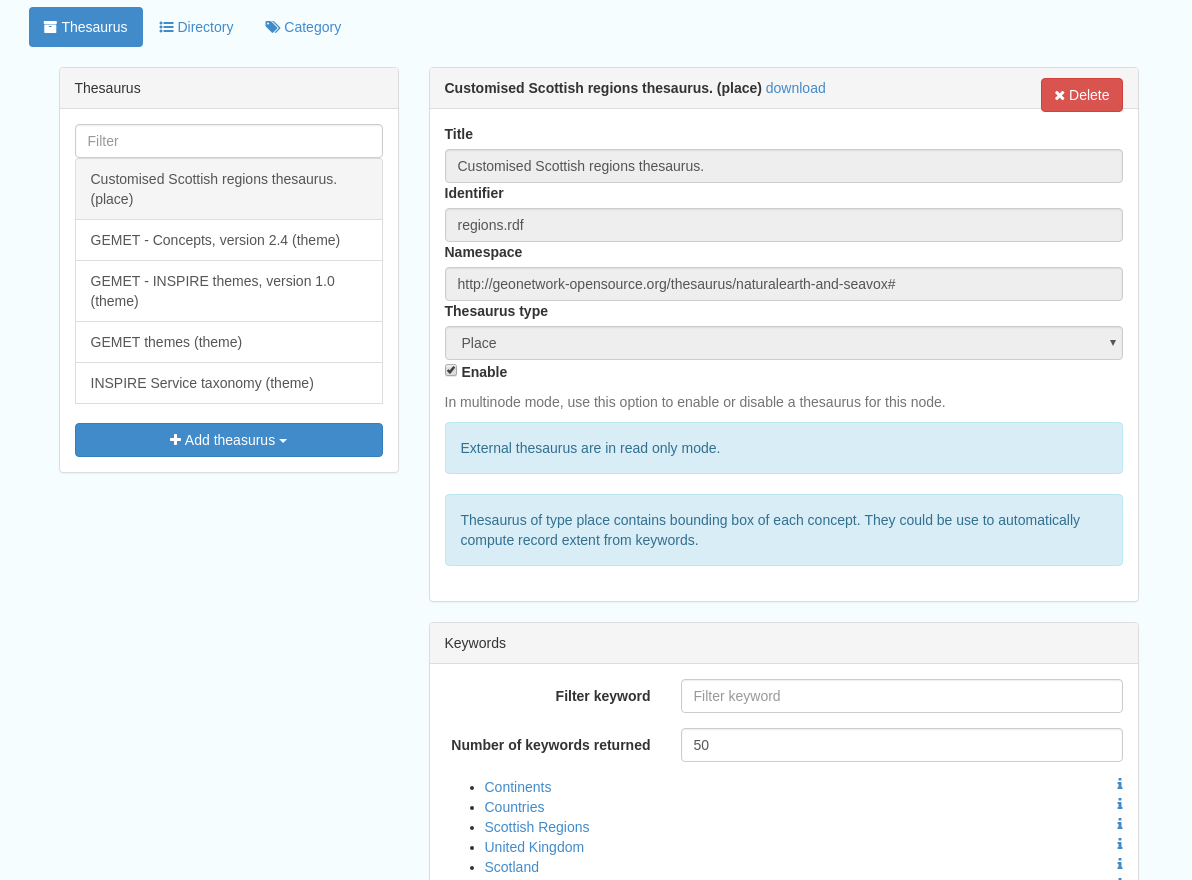 Thesaurus Directory Category
Thesaurus
Filter
Customised Scottish regions thesaurus.
(place)
GEMET - Concepts, version 2.4 (theme)
GEMET - INSPIRE themes, version 1.0
(theme)
GEMET themes (theme)
INSPIRE Service taxonomy (theme)
Add theasurus
Customised Scottish regions thesaurus. (place) download
Delete
Title
Customised Scottish regions thesaurus.
Identifier
regions.rdf
Namespace
http://geonetwork-opensource.org/thesaurus/naturalearth-and-seavox#
Thesaurus type
Place
Enable
In multinode mode, use this option to enable or disable a thesaurus for this node.
External thesaurus are in read only mode.
Thesaurus of type place contains bounding box of each concept. They could be use to automatically
compute record extent from keywords.
Keywords
Filter keyword Filter keyword
Number of keywords returned 50
Continents
Countries
Scottish Regions
United Kingdom
Scotland